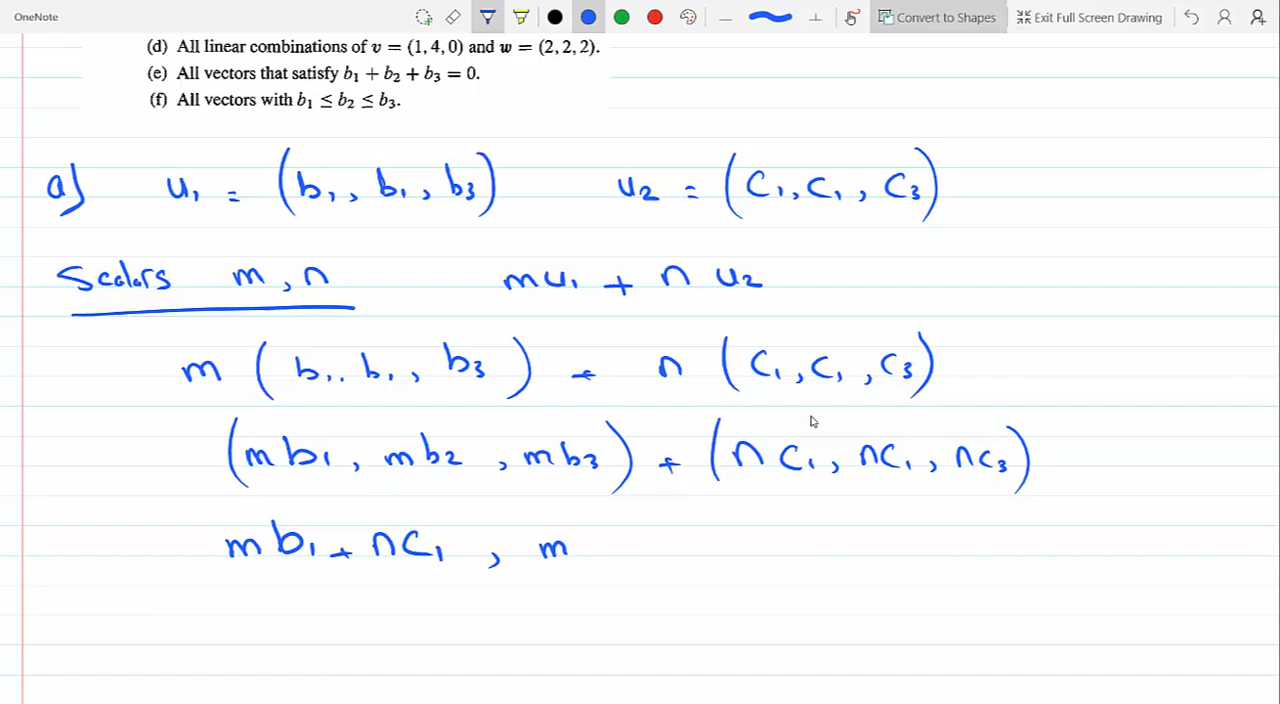 OneNote
Convert to Shapes
Exit Full Screen Drawing
(d) All linear combinations of v = (1, 4, 0) and w = (2, 2, 2).
(e) All vectors that satisfy b₁ + b₂ + b₃ = 0.
(f) All vectors with b₁ ≤ b₂ ≤ b₃.
a) u₁ = (b₁, b₁, b₃) u₂ = (c₁, c₁, c₃)
Scalars m, n mu₁ + n u₂
m (b₁, b₁, b₃) + n (c₁, c₁, c₃)
(mb₁, mb₂, mb₃) + (nc₁, nc₁, nc₃)
mb₁ + nc₁, m